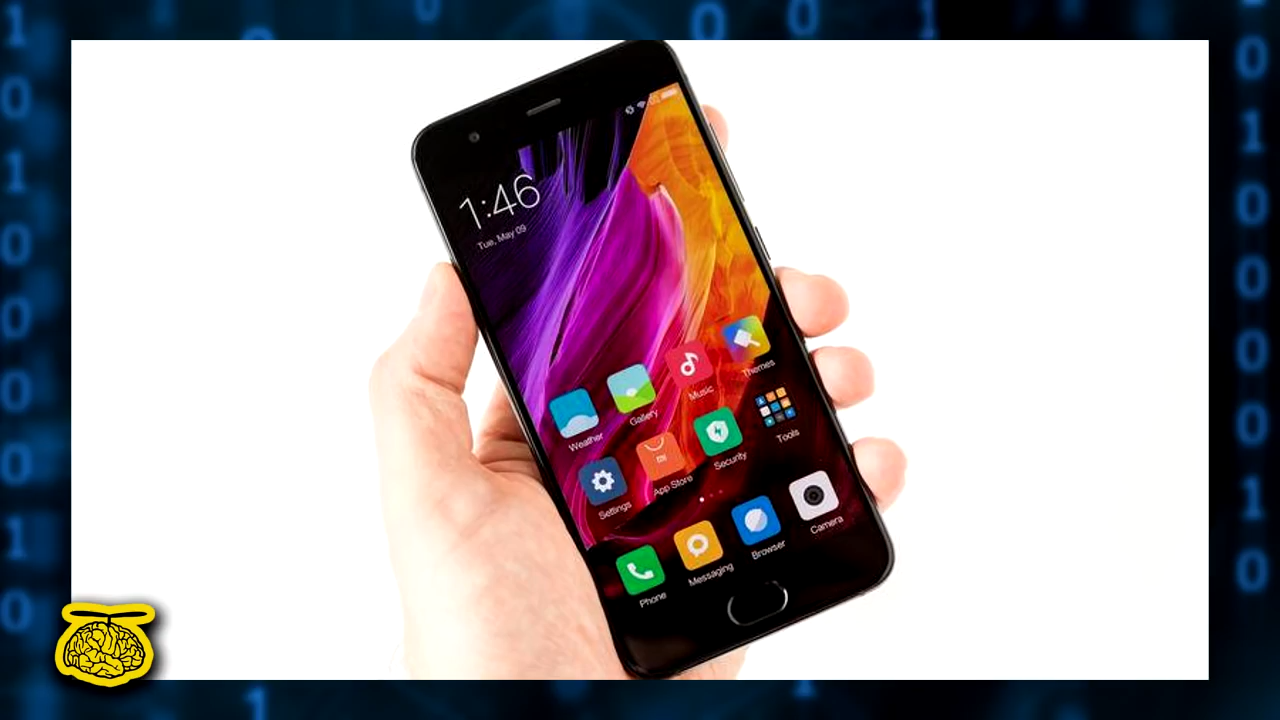 1:46
Tue, May 09
Weather
Gallery
Music
Themes
Settings
App Store
Security
Tools
Phone
Messaging
Browser
Camera